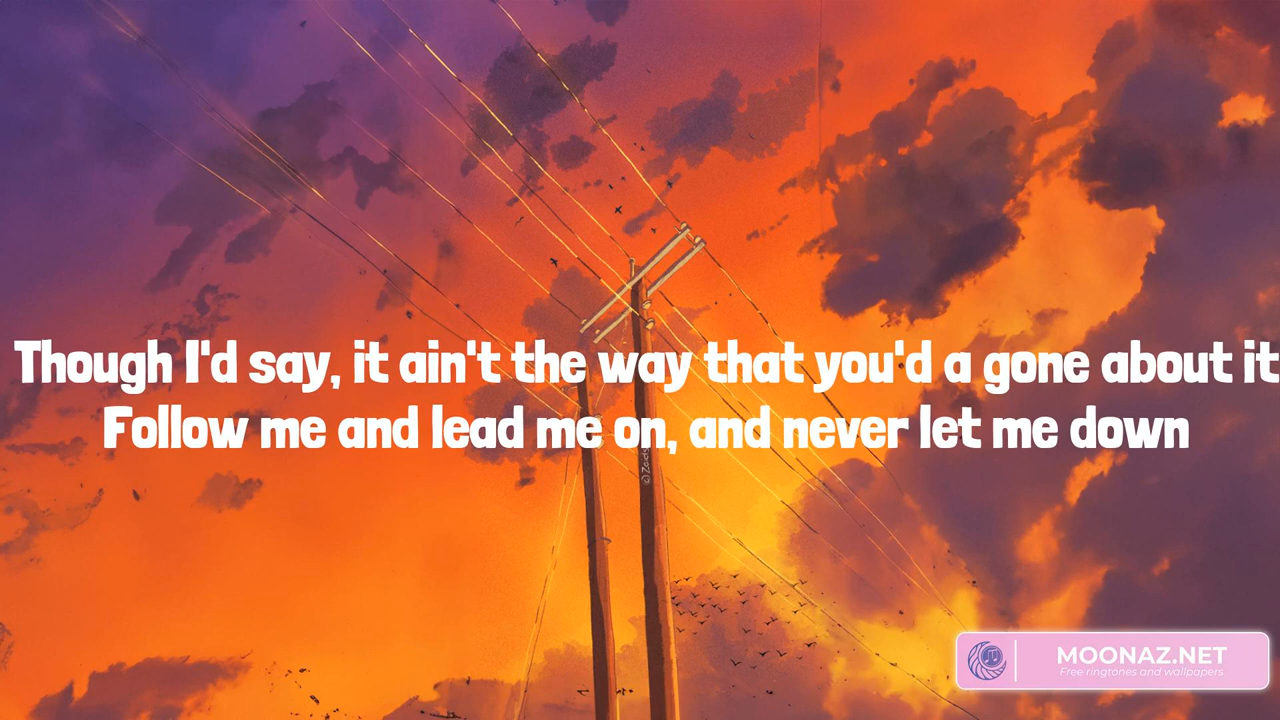 Though I'd say, it ain't the way that you'd a gone about it
Follow me and lead me on, and never let me down
MOONAZ.NET
Free ringtones and wallpapers